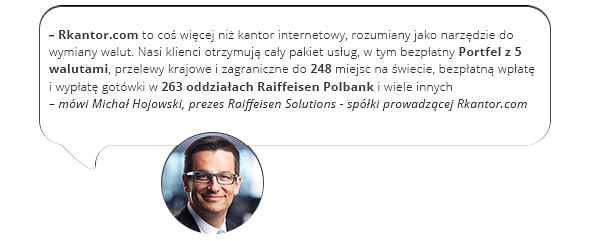 – Rkantor.com to coś więcej niż kantor internetowy, rozumiany jako narzędzie do
wymiany walut. Nasi klienci otrzymują cały pakiet usług, w tym bezpłatny Portfel z 5
walutami, przelewy krajowe i zagraniczne do 248 miejsc na świecie, bezpłatną wpłatę
i wypłatę gotówki w 263 oddziałach Raiffeisen Polbank i wiele innych
– mówi Michał Hojowski, prezes Raiffeisen Solutions - spółki prowadzącej Rkantor.com